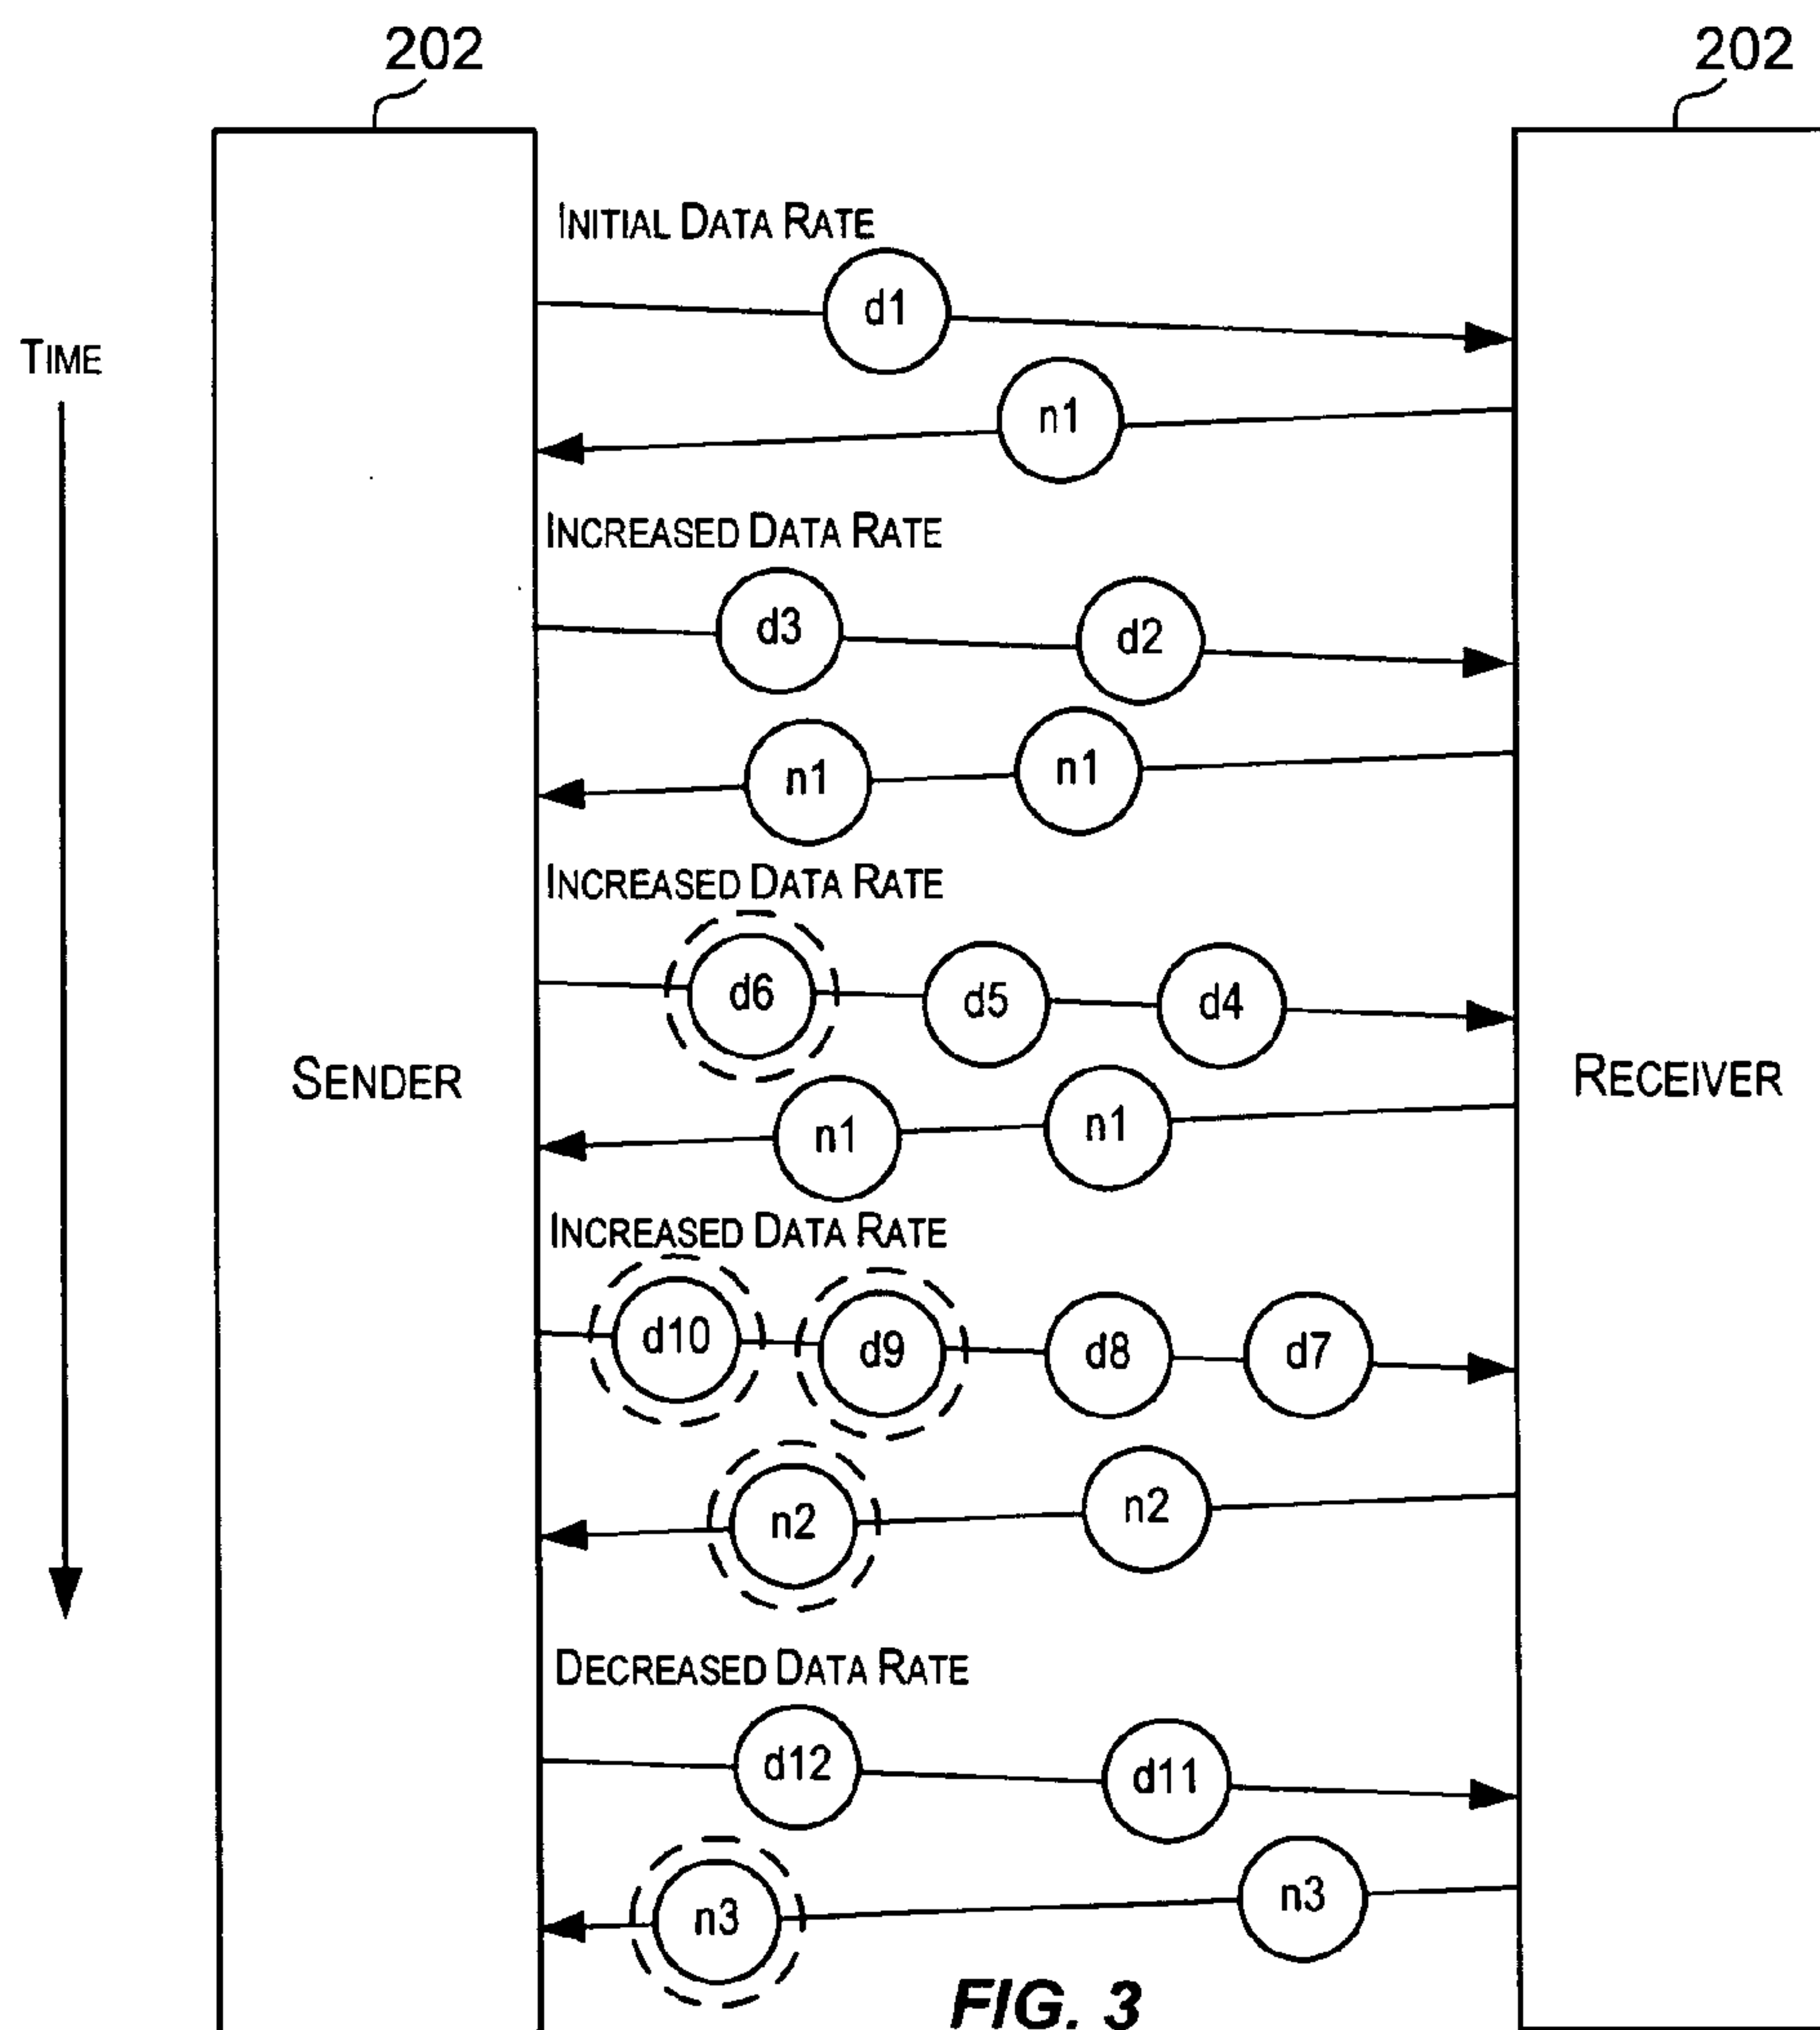 202 202
INITIAL DATA RATE
d1
TIME
n1
INCREASED DATA RATE
d3 d2
n1 n1
INCREASED DATA RATE
d6 d5 d4
SENDER RECEIVER
n1 n1
INCREASED DATA RATE
d10 d9 d8 d7
n2 n2
DECREASED DATA RATE
d12 d11
n3 n3
FIG. 3